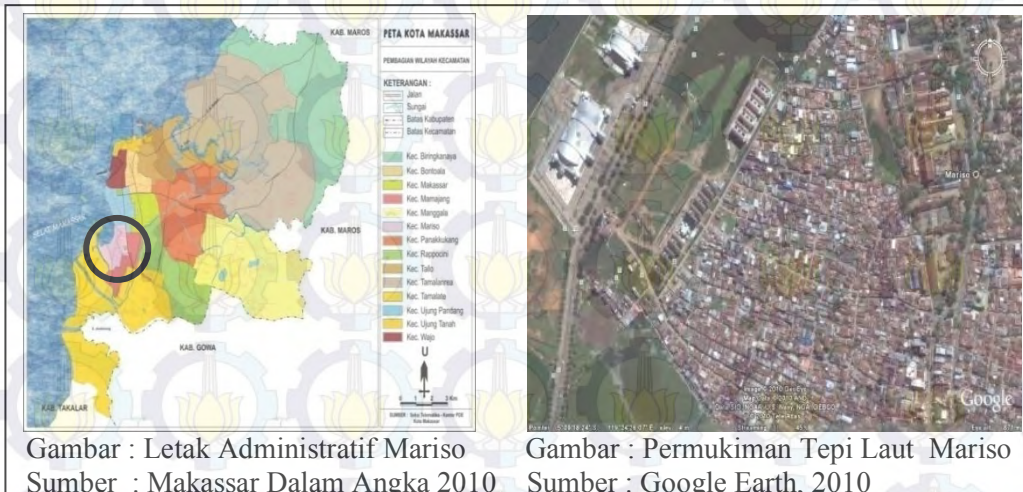 PETA KOTA MAKASSAR
PEMBAGIAN WILAYAH KECAMATAN
KETERANGAN :
Jalan
Sungai
Batas Kabupaten
Batas Kecamatan
Kec. Biringkanaya
Kec. Bontoala
Kec. Makassar
Kec. Mamajang
Kec. Manggala
Kec. Mariso
Kec. Panakkukang
Kec. Rappocini
Kec. Tallo
Kec. Tamalanrea
Kec. Tamalate
Kec. Ujung Pandang
Kec. Ujung Tanah
Kec. Wajo
U
KAB. MAROS
SELAT MAKASSAR
KAB. MAROS
KAB. GOWA
KAB. TAKALAR
Mariso
Google
Gambar : Letak Administratif Mariso
Sumber : Makassar Dalam Angka 2010
Gambar : Permukiman Tepi Laut Mariso
Sumber : Google Earth, 2010